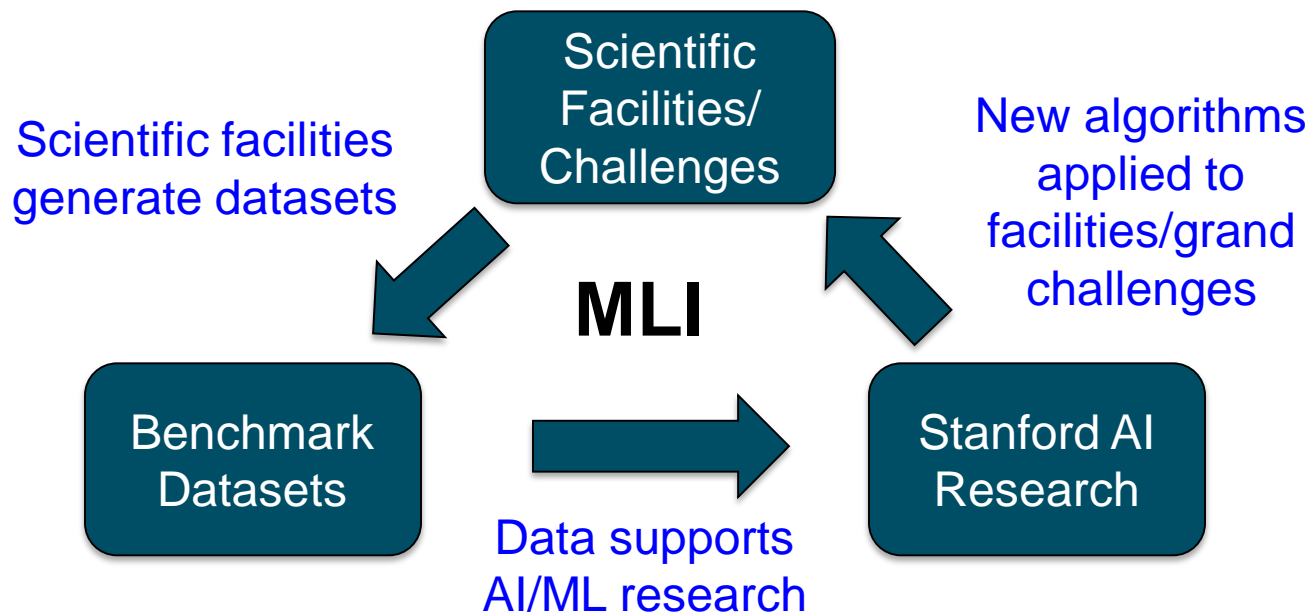 Scientific
Facilities/
Challenges
Scientific facilities
generate datasets
New algorithms
applied to
facilities/grand
challenges
MLI
Benchmark
Datasets
Stanford AI
Research
Data supports
AI/ML research